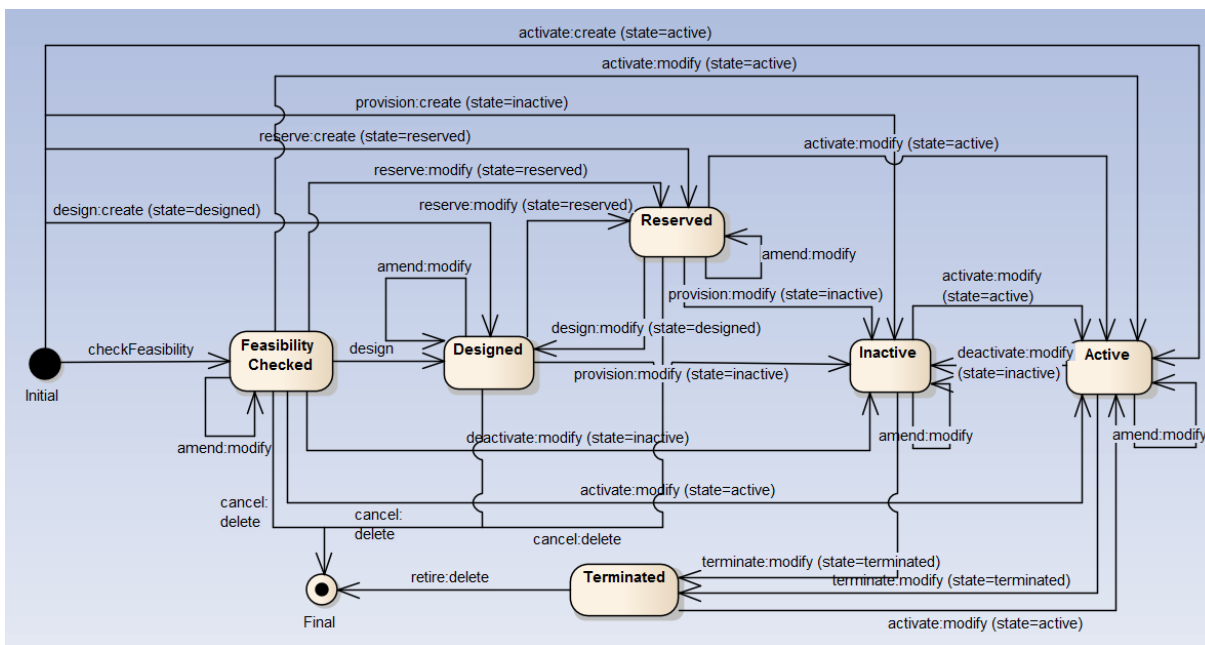 activate:create (state=active)
activate:modify (state=active)
provision:create (state=inactive)
reserve:create (state=reserved)
activate:modify (state=active)
reserve:modify (state=reserved)
design:create (state=designed)
reserve:modify (state=reserved)
Reserved
amend:modify
amend:modify
activate:modify
(state=active)
provision:modify (state=inactive)
design:modify (state=designed)
checkFeasibility
Feasibility
Checked
design
Designed
Inactive
deactivate:modify
(state=inactive)
Active
provision:modify (state=inactive)
Initial
amend:modify
deactivate:modify (state=inactive)
amend:modify
amend:modify
activate:modify (state=active)
cancel:
delete
cancel:
delete
cancel:delete
terminate:modify (state=terminated)
retire:delete
Terminated
terminate:modify (state=terminated)
Final
activate:modify (state=active)